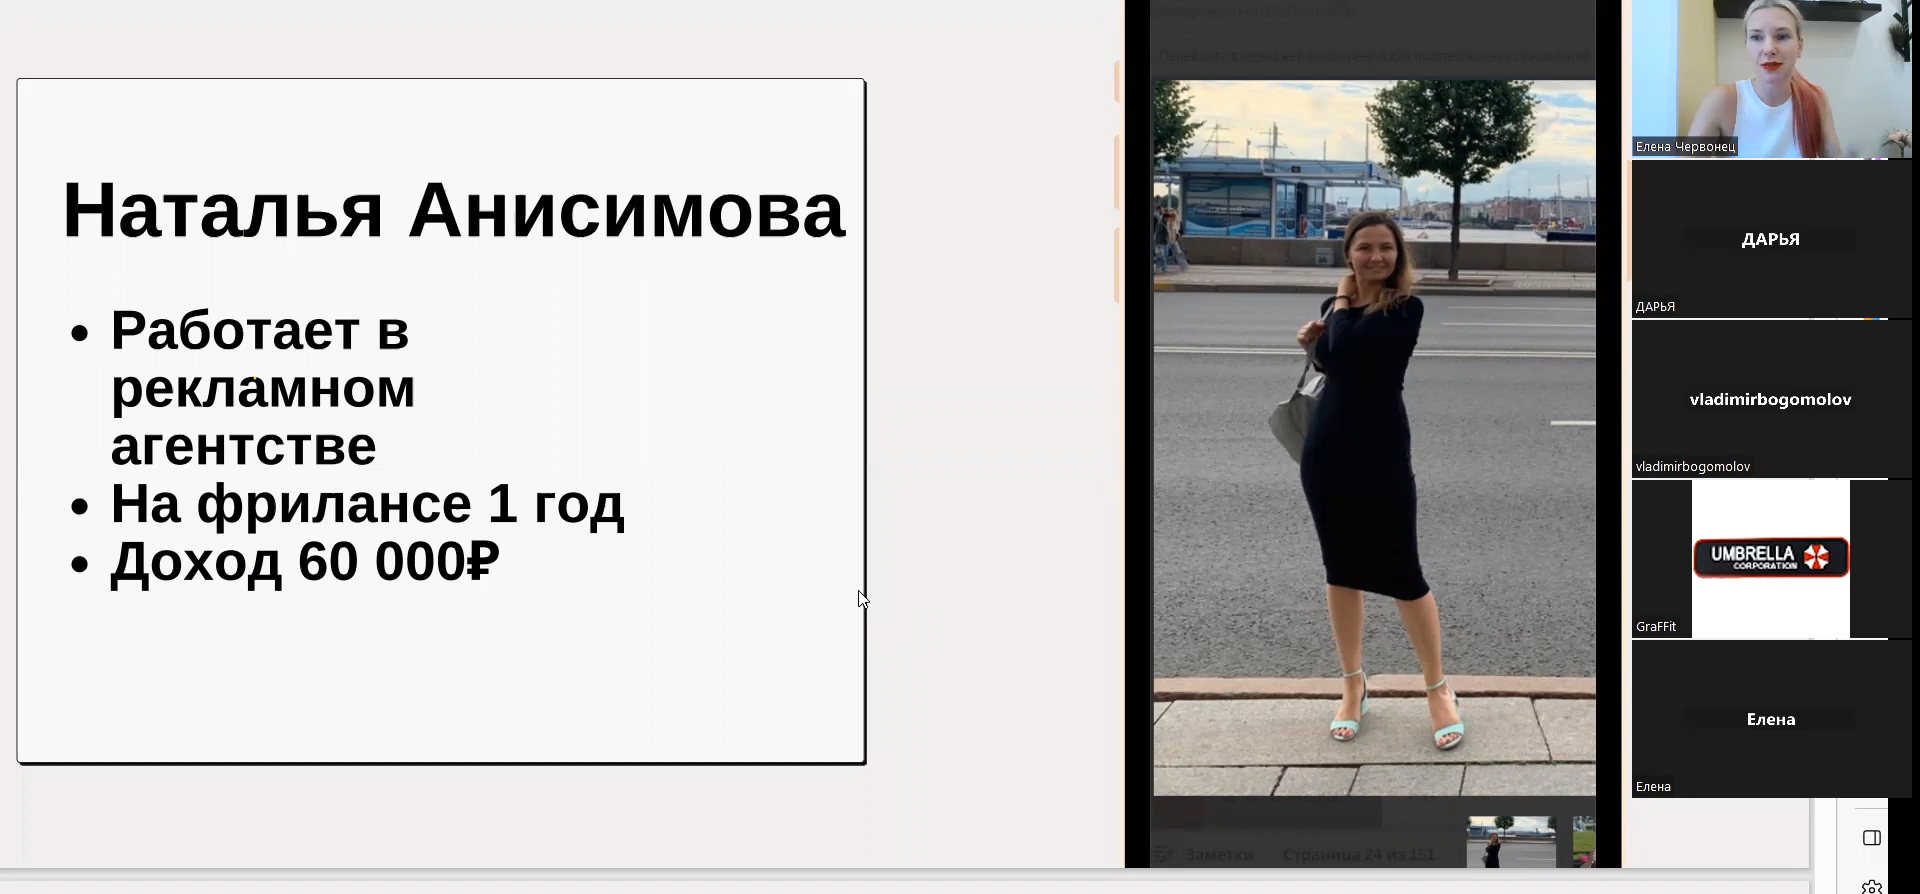 Наталья Анисимова
Работает в
рекламном
агентстве
На фрилансе 1 год
Доход 60 000₽
Заметки
Страница 24 из 151
Елена Червонец
ДАРЬЯ
ДАРЬЯ
vladimirbogomolov
vladimirbogomolov
UMBRELLA
CORPORATION
GraFFit
Елена
Елена